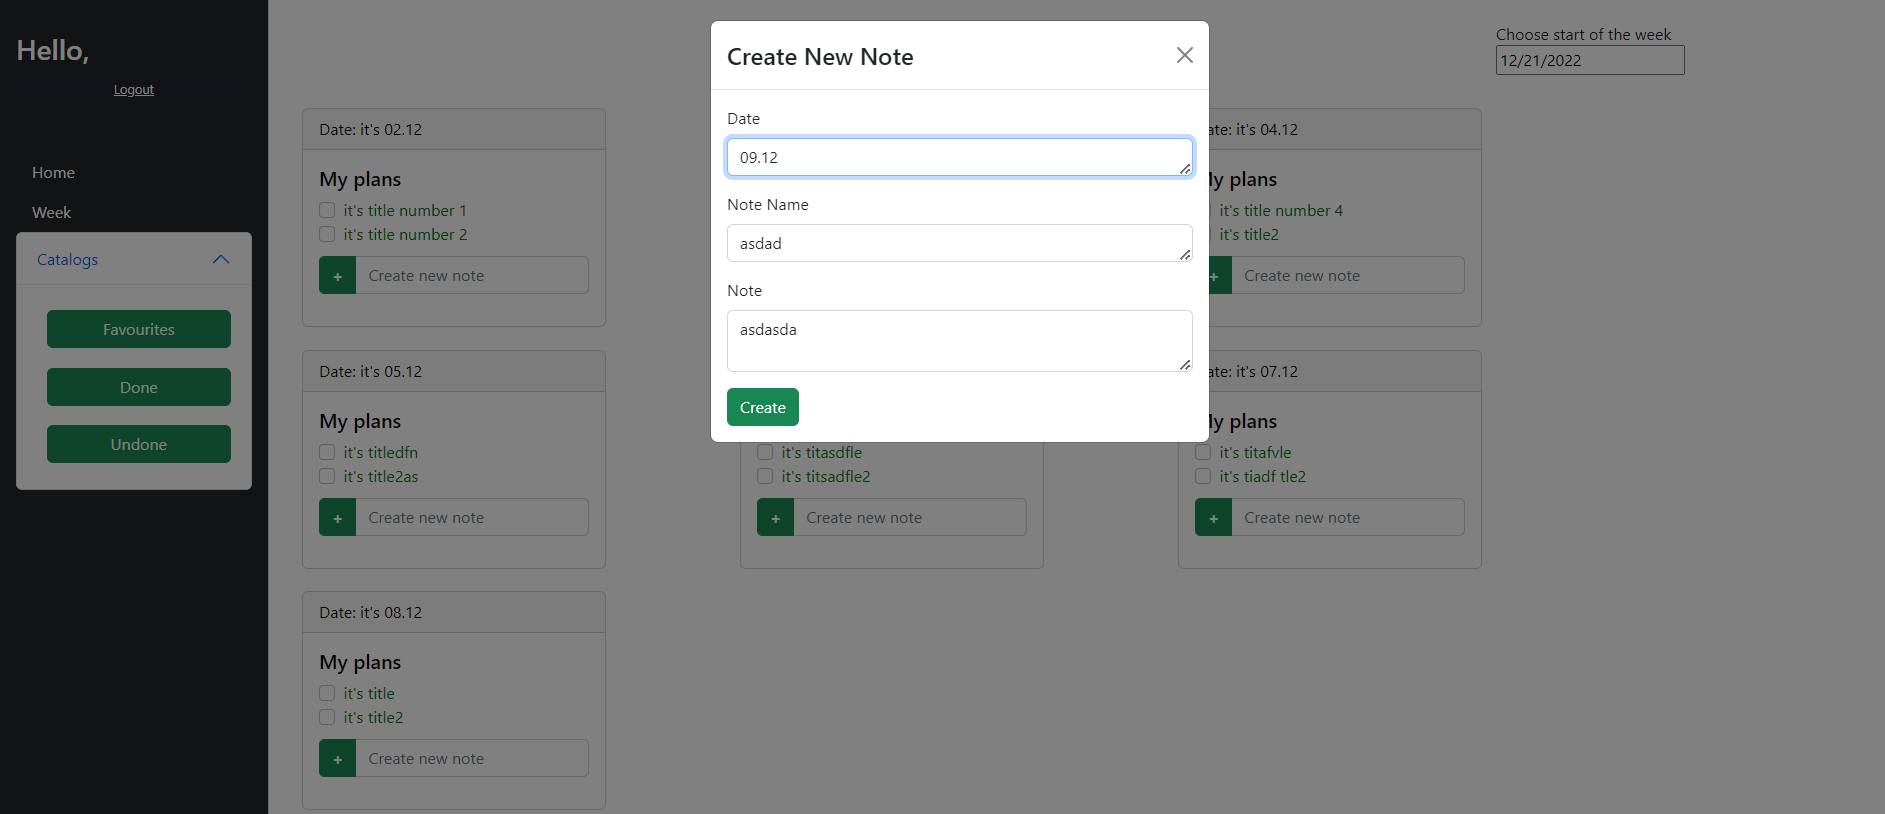 Hello,
Logout
Home
Week
Catalogs
Favourites
Done
Undone
Choose start of the week
12/21/2022
Create New Note
Date
09.12
Note Name
asdad
Note
asdasda
Create
Date: it's 02.12
My plans
it's title number 1
it's title number 2
+ Create new note
ate: it's 04.12
ly plans
it's title number 4
it's title2
+ Create new note
Date: it's 05.12
My plans
it's titledfn
it's title2as
+ Create new note
it's titasdfle
it's titsadfle2
+ Create new note
ate: it's 07.12
ly plans
it's titafvle
it's tiadf tle2
+ Create new note
Date: it's 08.12
My plans
it's title
it's title2
+ Create new note